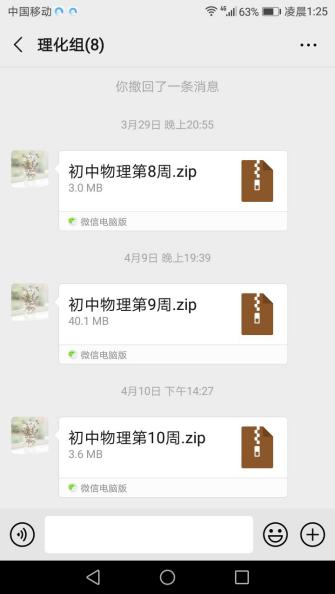 中国移动 46 63% 凌晨1:25
理化组(8)
你撤回了一条消息
3月29日 晚上20:55
初中物理第8周.zip
3.0 MB
微信电脑版
4月9日 晚上19:39
初中物理第9周.zip
40.1 MB
微信电脑版
4月10日 下午14:27
初中物理第10周.zip
3.6 MB
微信电脑版